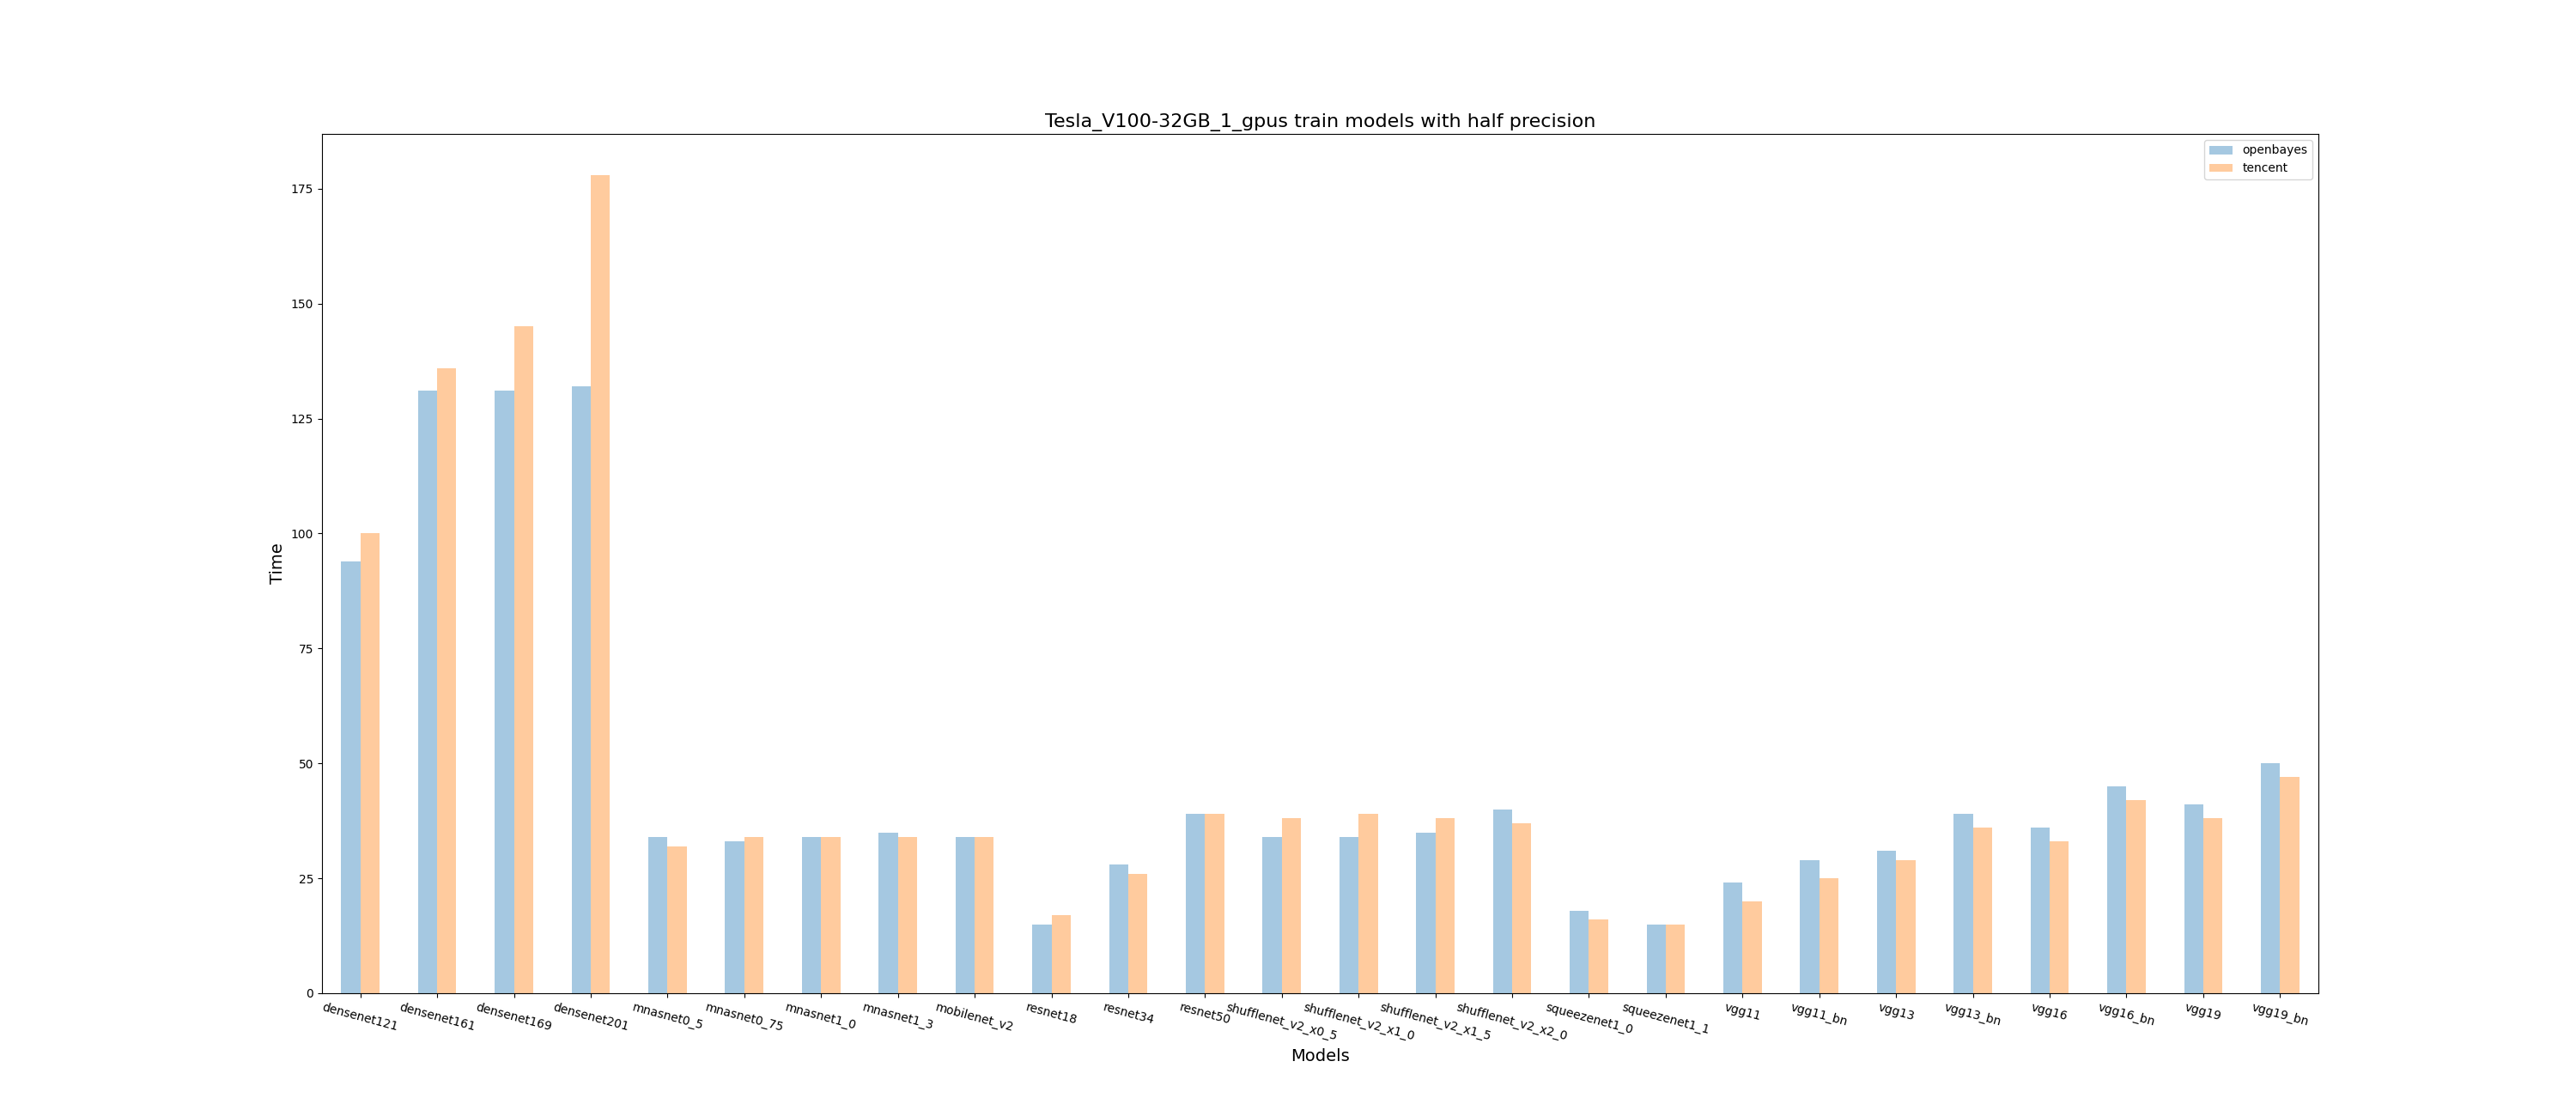 Tesla_V100-32GB_1_gpus train models with half precision
openbayes
tencent
175
150
125
100
75
50
25
0
Time
densenet121
densenet161
densenet169
densenet201
mnasnet0_5
mnasnet0_75
mnasnet1_0
mnasnet1_3
mobilenet_v2
resnet18
resnet34
resnet50
shufflenet_v2_x0_5
shufflenet_v2_x1_0
shufflenet_v2_x1_5
shufflenet_v2_x2_0
squeezenet1_0
squeezenet1_1
vgg11
vgg11_bn
vgg13
vgg13_bn
vgg16
vgg16_bn
vgg19
vgg19_bn
Models